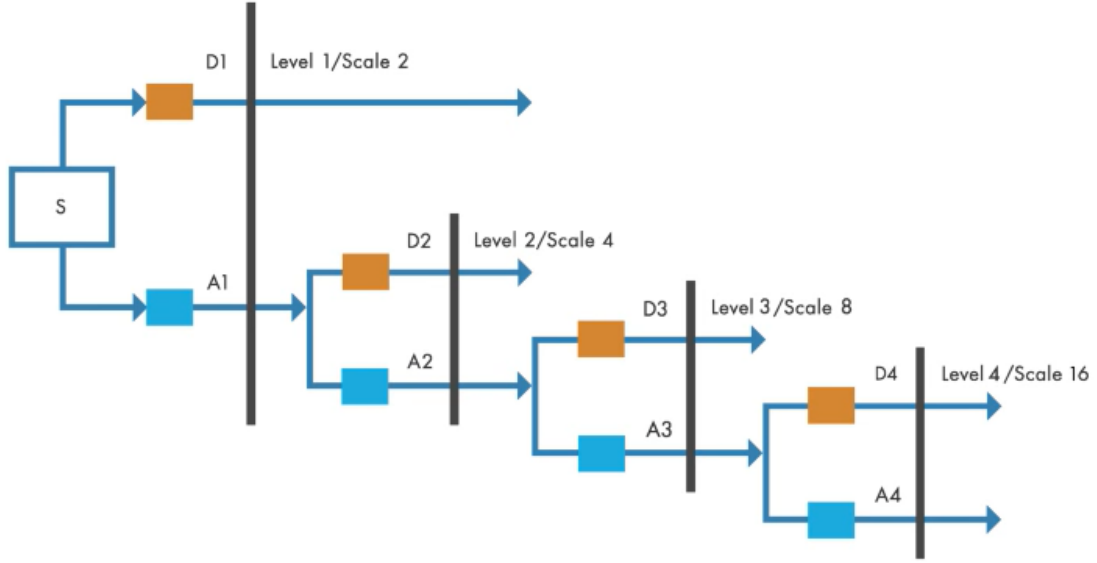 D1
Level 1/Scale 2
S
A1
D2
Level 2/Scale 4
A2
D3
Level 3/Scale 8
A3
D4
Level 4/Scale 16
A4